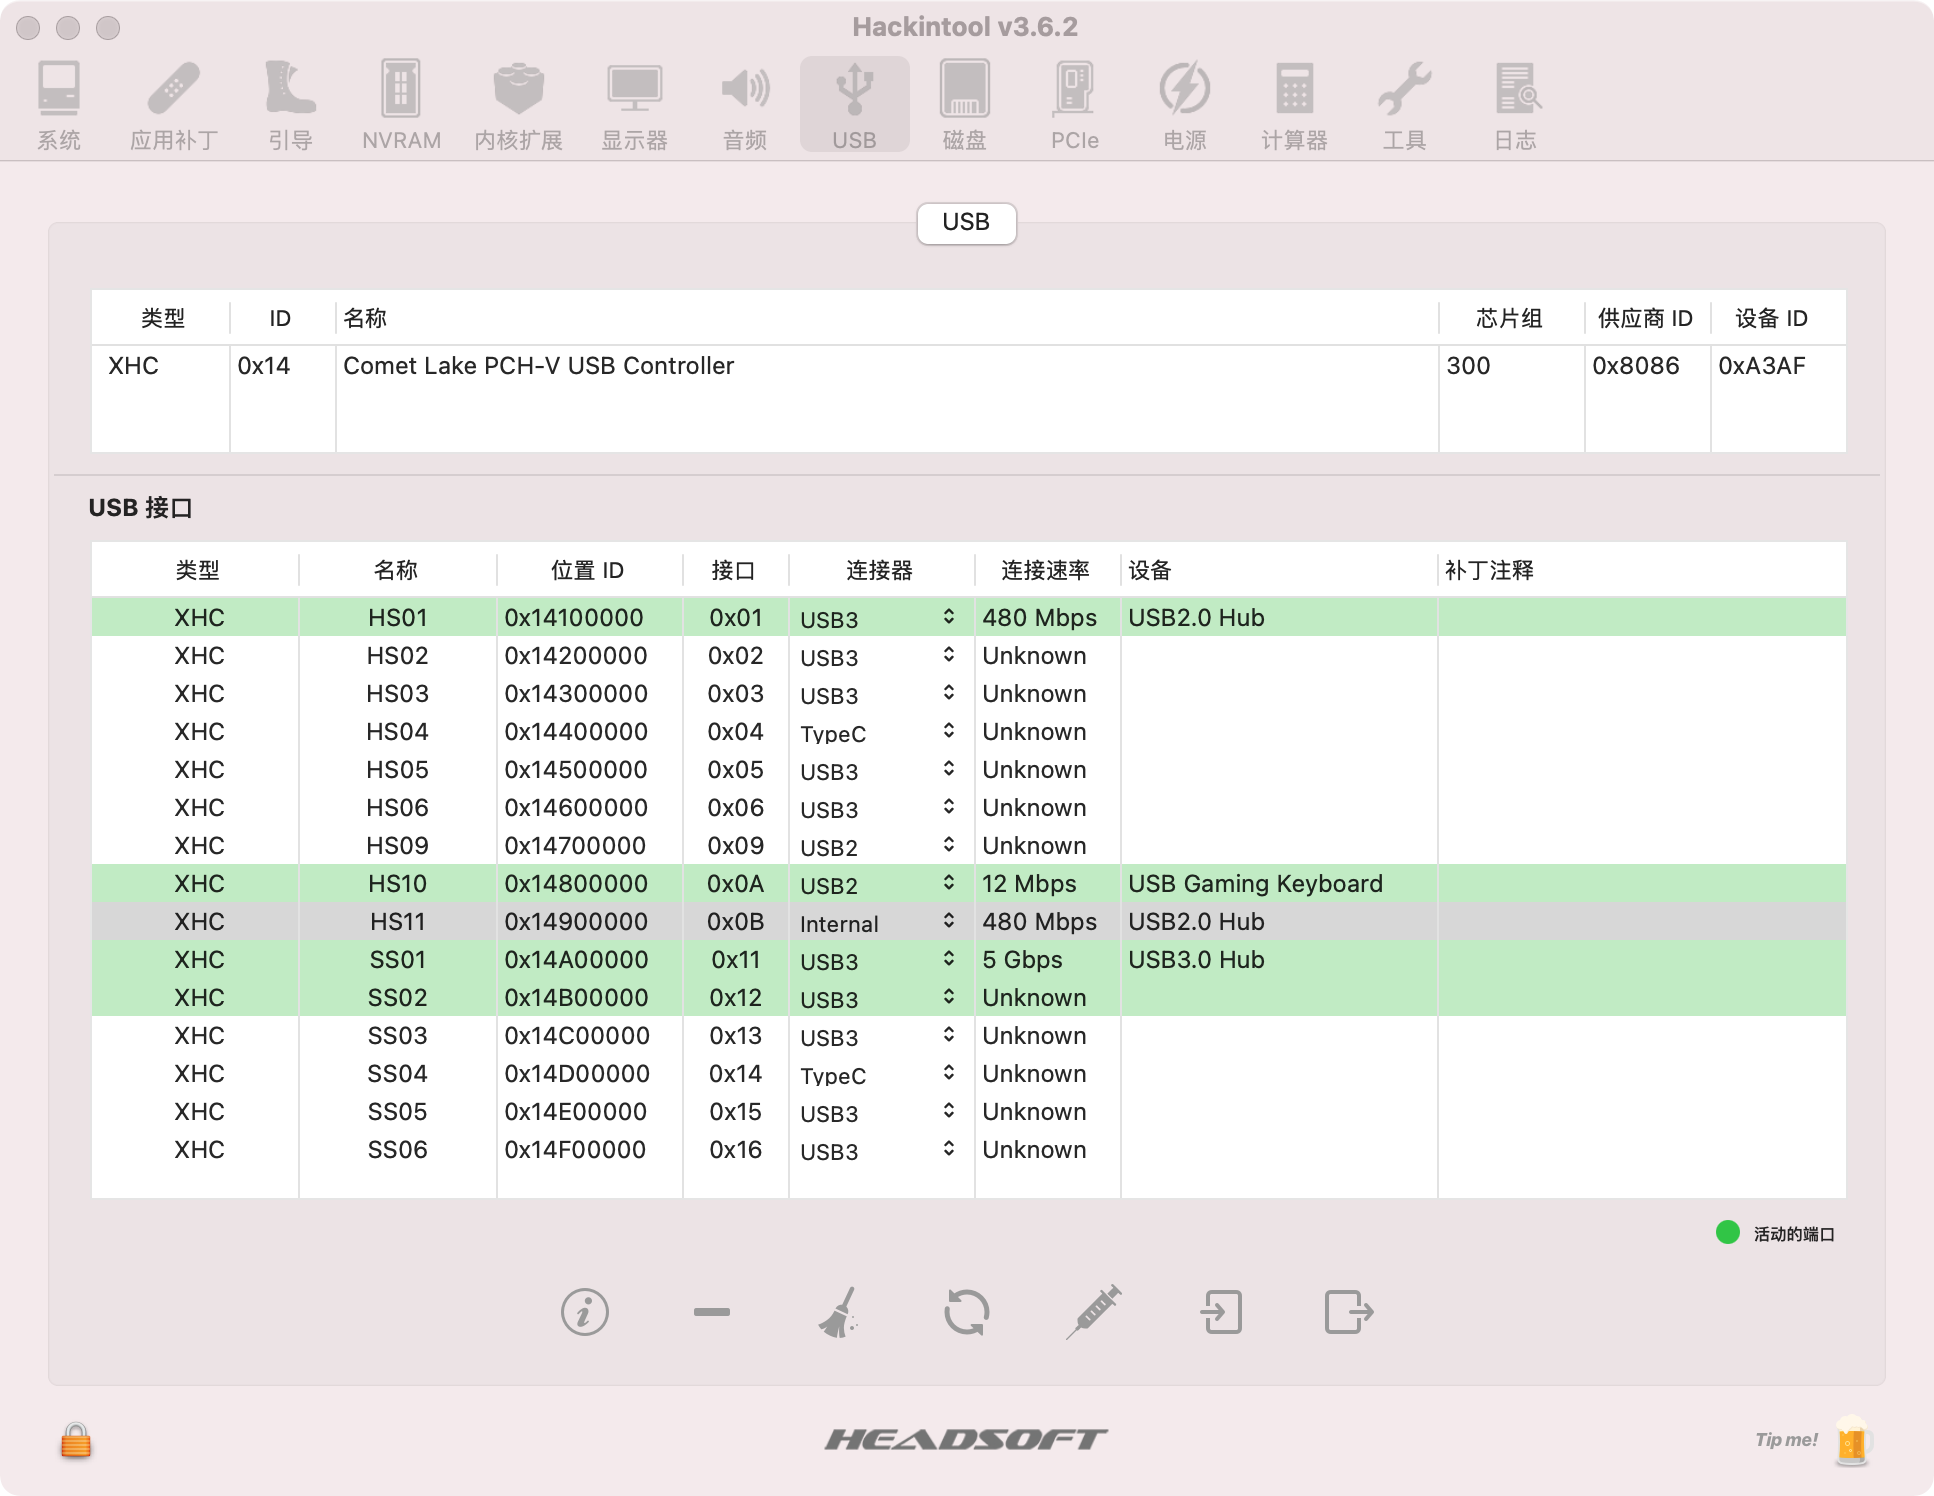 Hackintool v3.6.2
系统 应用补丁 引导 NVRAM 内核扩展 显示器 音频 USB 磁盘 PCIe 电源 计算器 工具 日志
USB
类型 ID 名称 芯片组 供应商 ID 设备 ID
XHC 0x14 Comet Lake PCH-V USB Controller 300 0x8086 0xA3AF
USB 接口
类型 名称 位置 ID 接口 连接器 连接速率 设备 补丁注释
XHC HS01 0x14100000 0x01 USB3 480 Mbps USB2.0 Hub
XHC HS02 0x14200000 0x02 USB3 Unknown
XHC HS03 0x14300000 0x03 USB3 Unknown
XHC HS04 0x14400000 0x04 TypeC Unknown
XHC HS05 0x14500000 0x05 USB3 Unknown
XHC HS06 0x14600000 0x06 USB3 Unknown
XHC HS09 0x14700000 0x09 USB2 Unknown
XHC HS10 0x14800000 0x0A USB2 12 Mbps USB Gaming Keyboard
XHC HS11 0x14900000 0x0B Internal 480 Mbps USB2.0 Hub
XHC SS01 0x14A00000 0x11 USB3 5 Gbps USB3.0 Hub
XHC SS02 0x14B00000 0x12 USB3 Unknown
XHC SS03 0x14C00000 0x13 USB3 Unknown
XHC SS04 0x14D00000 0x14 TypeC Unknown
XHC SS05 0x14E00000 0x15 USB3 Unknown
XHC SS06 0x14F00000 0x16 USB3 Unknown
活动的端口
HEADSOFT
Tip me!